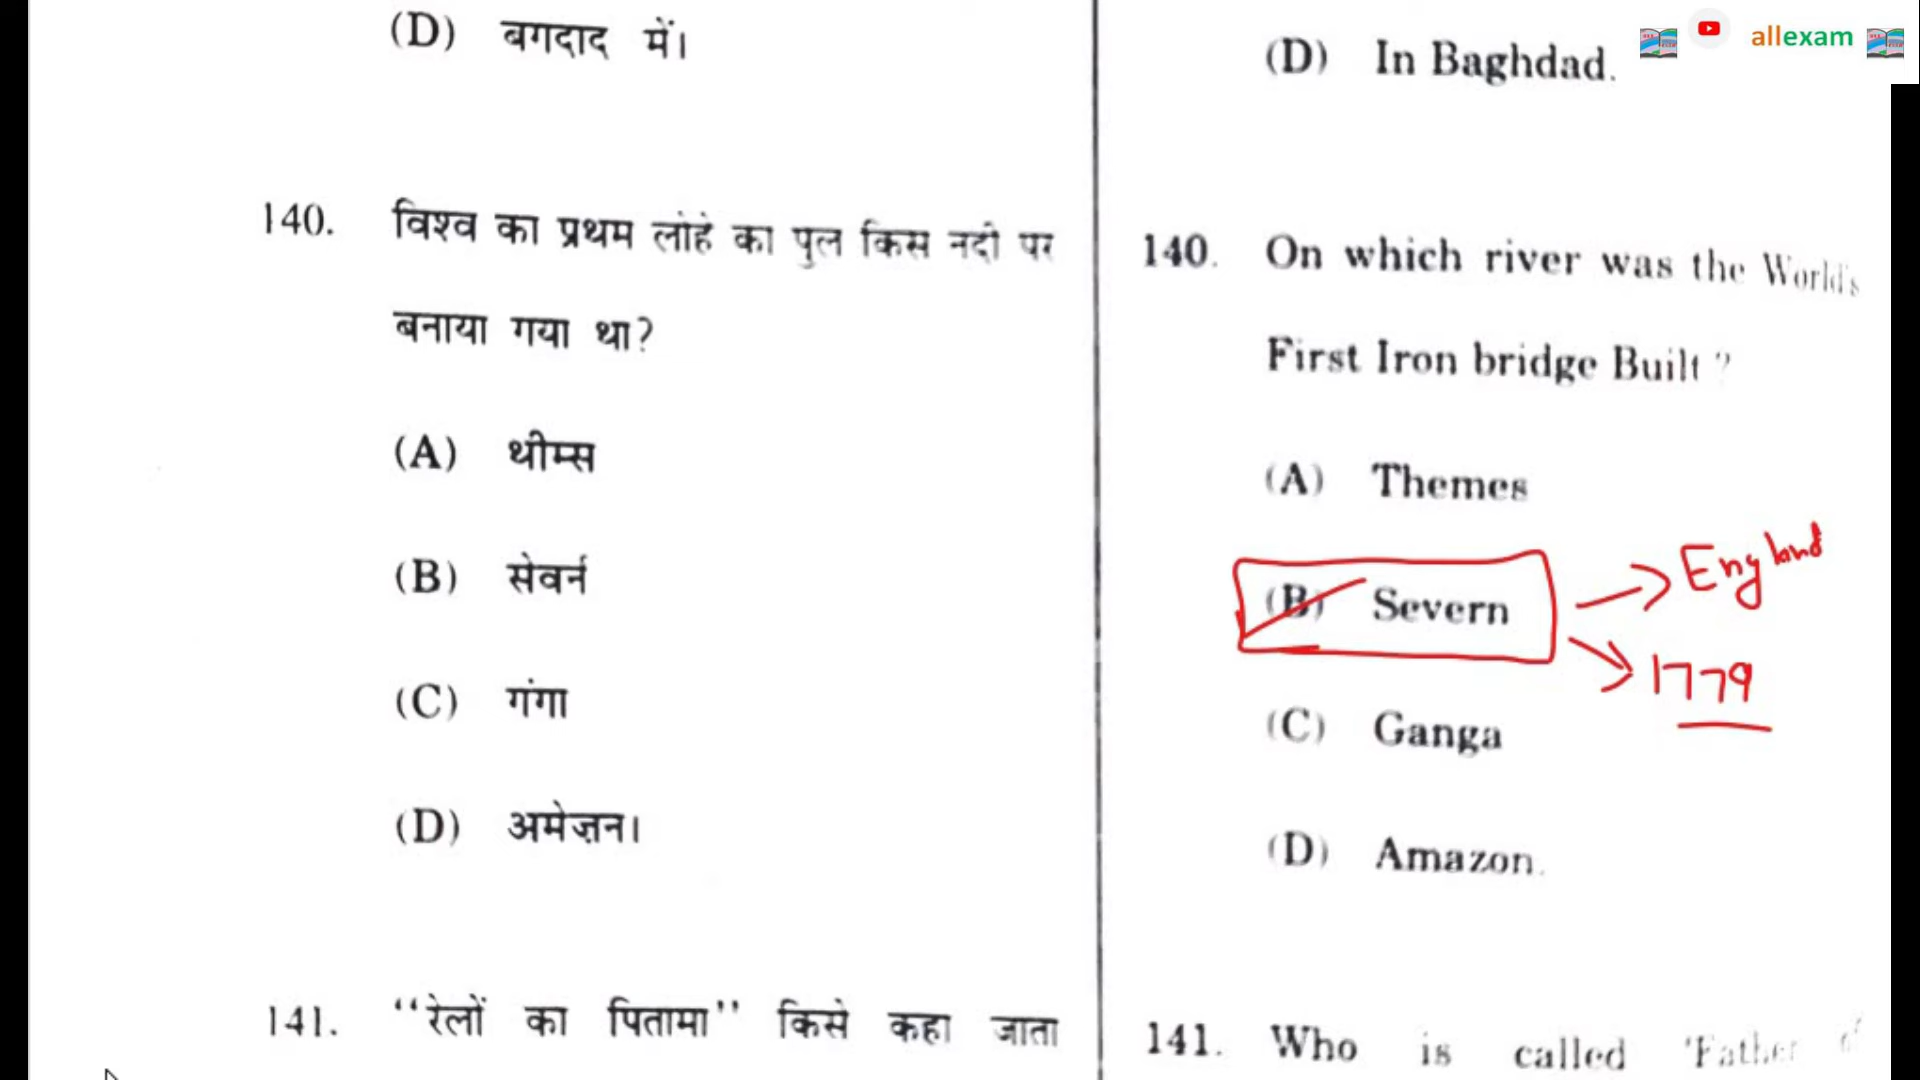 allexam
(D) बगदाद में।
140. विश्व का प्रथम लोहे का पुल किस नदी पर
बनाया गया था?
(A) थीम्स
(B) सेवर्न
(C) गंगा
(D) अमेज़न।
141. “रेलों का पितामा” किसे कहा जाता
(D) In Baghdad.
140. On which river was the World's
First Iron bridge Built ?
(A) Themes
(B) Severn
England
1779
(C) Ganga
(D) Amazon.
141. Who is called 'Father